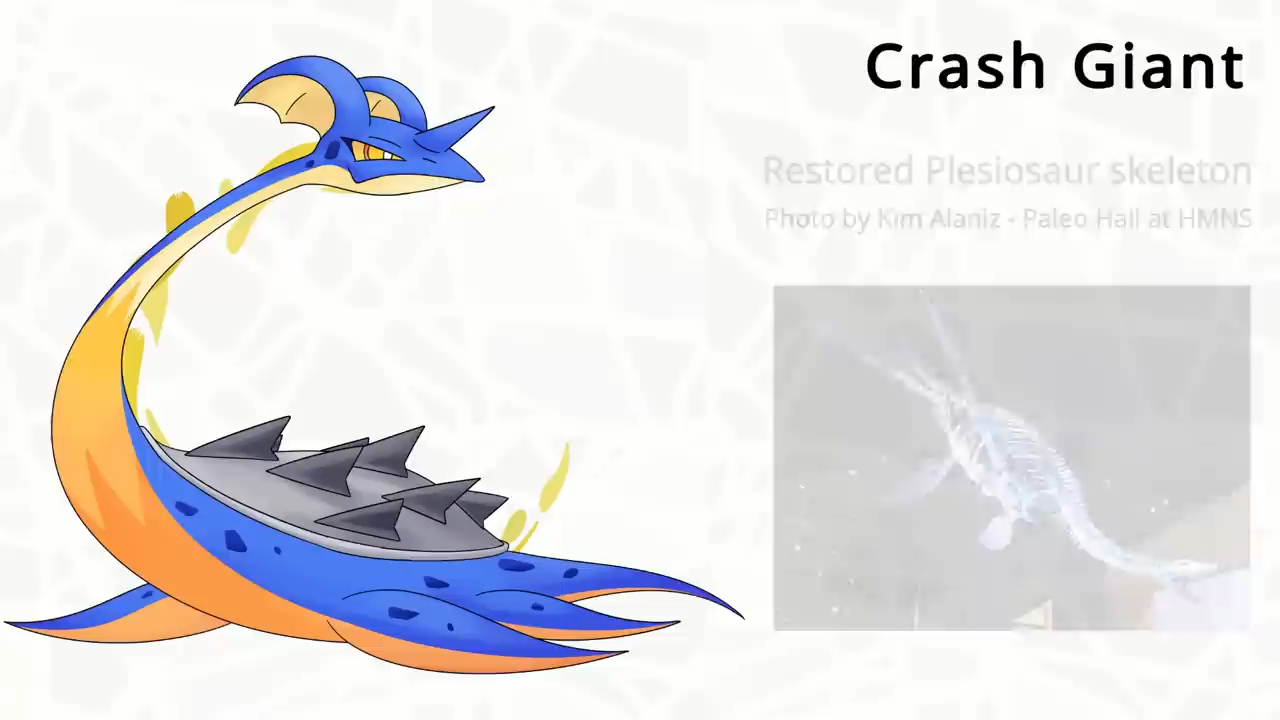 Crash Giant
Restored Plesiosaur skeleton
Photo by Kim Alaniz - Paleo Hall at HMNS